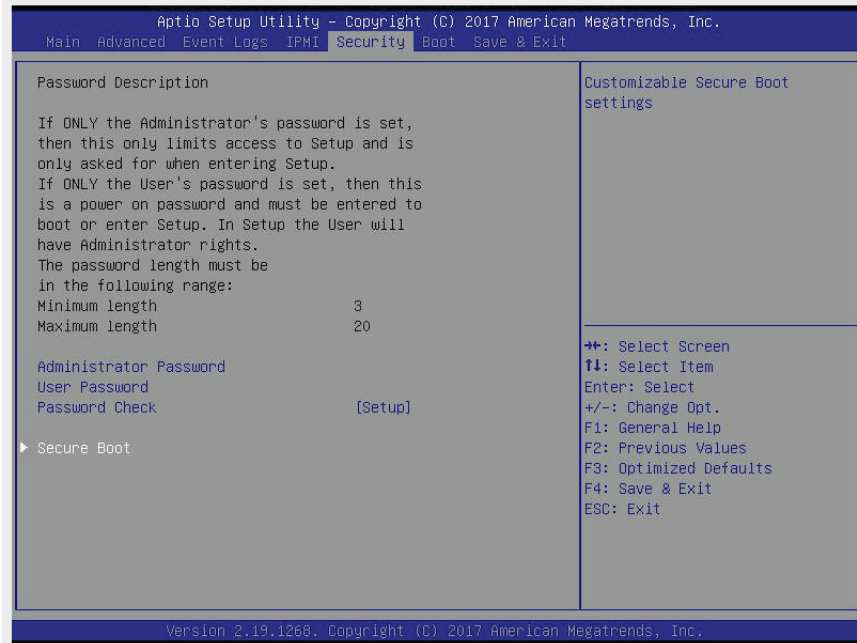 Aptio Setup Utility – Copyright (C) 2017 American Megatrends, Inc.
Main Advanced Event Logs IPMI Security Boot Save & Exit
Password Description
If ONLY the Administrator's password is set,
then this only limits access to Setup and is
only asked for when entering Setup.
If ONLY the User's password is set, then this
is a power on password and must be entered to
boot or enter Setup. In Setup the User will
have Administrator rights.
The password length must be
in the following range:
Minimum length 3
Maximum length 20
Administrator Password
User Password
Password Check [Setup]
Secure Boot
Customizable Secure Boot
settings
→←: Select Screen
↑↓: Select Item
Enter: Select
+/-: Change Opt.
F1: General Help
F2: Previous Values
F3: Optimized Defaults
F4: Save & Exit
ESC: Exit
Version 2.19.1268. Copyright (C) 2017 American Megatrends, Inc.